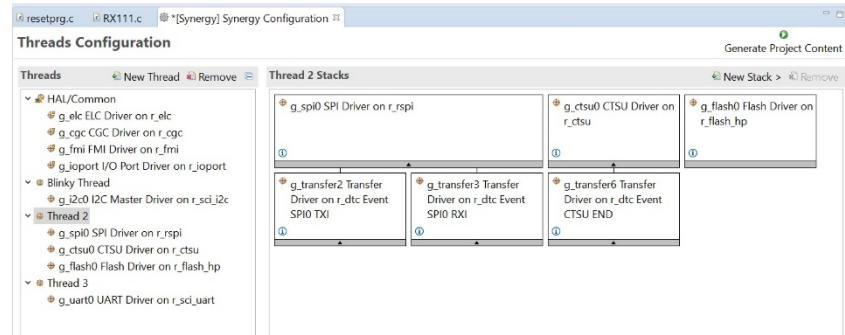 resetprg.c RX111.c *[Synergy] Synergy Configuration
Threads Configuration
Generate Project Content
Threads New Thread Remove
HAL/Common
g_elc ELC Driver on r_elc
g_cgc CGC Driver on r_cgc
g_fmi FMI Driver on r_fmi
g_ioport I/O Port Driver on r_ioport
Blinky Thread
g_i2c0 I2C Master Driver on r_sci_i2c
Thread 2
g_spi0 SPI Driver on r_rspi
g_ctsu0 CTSU Driver on r_ctsu
g_flash0 Flash Driver on r_flash_hp
Thread 3
g_uart0 UART Driver on r_sci_uart
Thread 2 Stacks
New Stack > Remove
g_spi0 SPI Driver on r_rspi
g_ctsu0 CTSU Driver on
r_ctsu
g_flash0 Flash Driver on
r_flash_hp
g_transfer2 Transfer
Driver on r_dtc Event
SPI0 TXI
g_transfer3 Transfer
Driver on r_dtc Event
SPI0 RXI
g_transfer6 Transfer
Driver on r_dtc Event
CTSU END